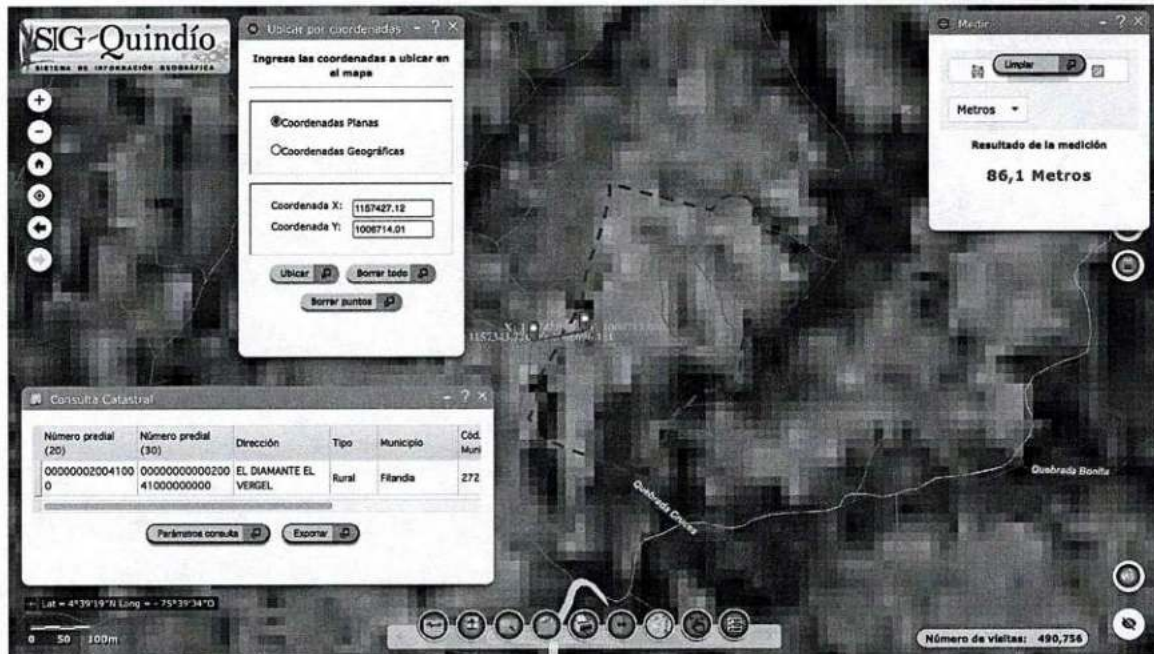 SIG-Quindío
SISTEMA DE INFORMACIÓN GEOGRÁFICA
Ubicar por coordenadas - ? ×
Ingrese las coordenadas a ubicar en
el mapa
Coordenadas Planas
Coordenadas Geográficas
Coordenada X: 1157427.12
Coordenada Y: 1006714.01
Ubicar
Borrar todo
Borrar puntos
Medir - ? ×
Limpiar
Metros
Resultado de la medición
86,1 Metros
Consulta Catastral - ? ×
Número predial (20) Número predial (30) Dirección Tipo Municipio Cód. Muni
00000002004100 00000000000200 EL DIAMANTE EL Rural Filandia 272
0 41000000000 VERGEL
Parámetros consulta
Exportar
Quebrada Cruces
Quebrada Bonita
Lat = 4°39'19"N Long = - 75°39'34"O
0 50 100m
Número de visitas: 490,756